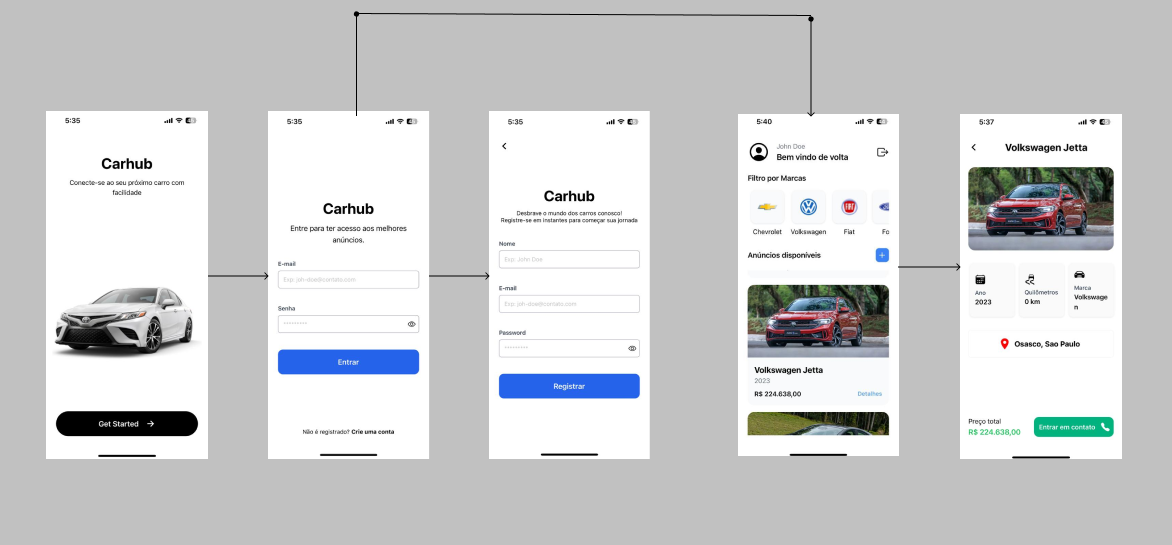 5:35
Carhub
Conecte-se ao seu próximo carro com
facilidade
Get Started
5:35
Carhub
Entre para ter acesso aos melhores
anúncios.
E-mail
Exp: joh-doe@contato.com
Senha
*********
Entrar
Não é registrado? Crie uma conta
5:35
Carhub
Desbrave o mundo dos carros conosco!
Registre-se em instantes para começar sua jornada
Nome
Exp: John Doe
E-mail
Exp: joh-doe@contato.com
Password
*********
Registrar
5:40
John Doe
Bem vindo de volta
Filtro por Marcas
FIAT
Chevrolet Volkswagen Fiat Fo
Anúncios disponíveis
+
Volkswagen Jetta
2023
R$ 224.638,00 Detalhes
5:37
Volkswagen Jetta
Ano
2023
Quilômetros
0 km
Marca
Volkswage
n
Osasco, Sao Paulo
Preço total
R$ 224.638,00
Entrar em contato